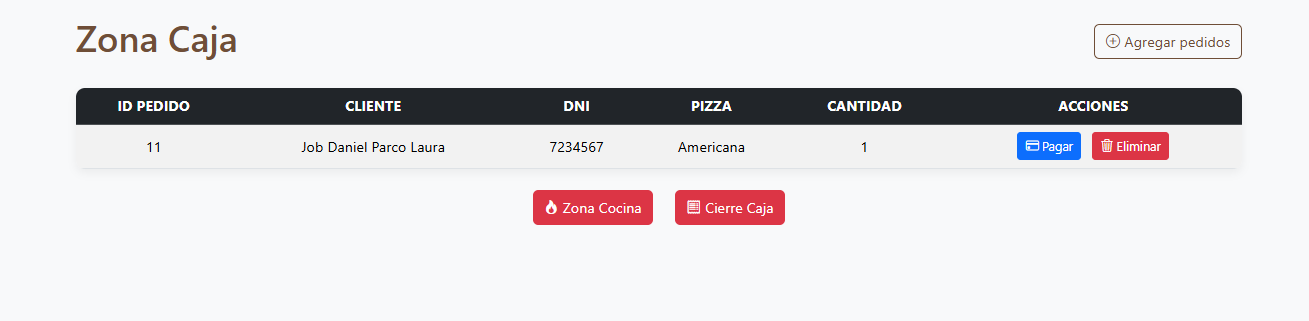 Zona Caja
Agregar pedidos
ID PEDIDO CLIENTE DNI PIZZA CANTIDAD ACCIONES
11 Job Daniel Parco Laura 7234567 Americana 1 Pagar Eliminar
Zona Cocina Cierre Caja